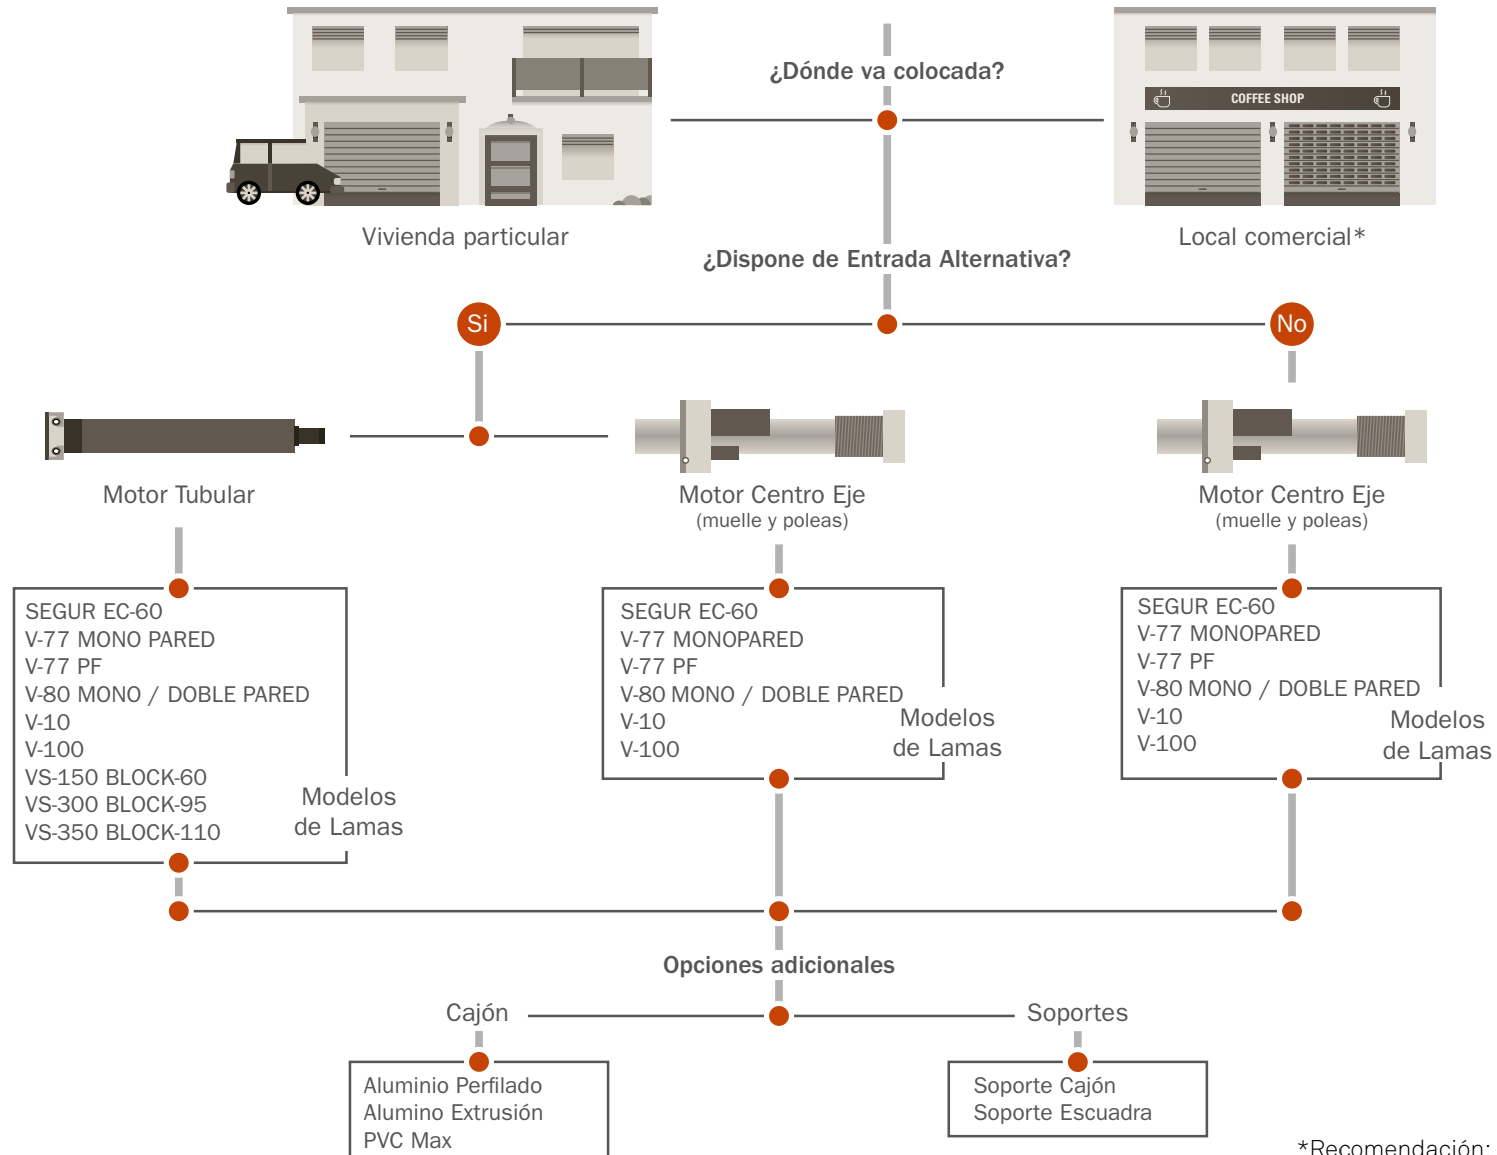 ¿Dónde va colocada?
COFFEE SHOP
Vivienda particular
Local comercial*
¿Dispone de Entrada Alternativa?
Si
No
Motor Tubular
Motor Centro Eje
(muelle y poleas)
Motor Centro Eje
(muelle y poleas)
SEGUR EC-60
V-77 MONO PARED
V-77 PF
V-80 MONO / DOBLE PARED
V-10
V-100
VS-150 BLOCK-60
VS-300 BLOCK-95
VS-350 BLOCK-110
Modelos
de Lamas
SEGUR EC-60
V-77 MONOPARED
V-77 PF
V-80 MONO / DOBLE PARED
V-10
V-100
Modelos
de Lamas
SEGUR EC-60
V-77 MONOPARED
V-77 PF
V-80 MONO / DOBLE PARED
V-10
V-100
Modelos
de Lamas
Opciones adicionales
Cajón
Soportes
Aluminio Perfilado
Alumino Extrusión
PVC Max
Soporte Cajón
Soporte Escuadra
*Recomendación: